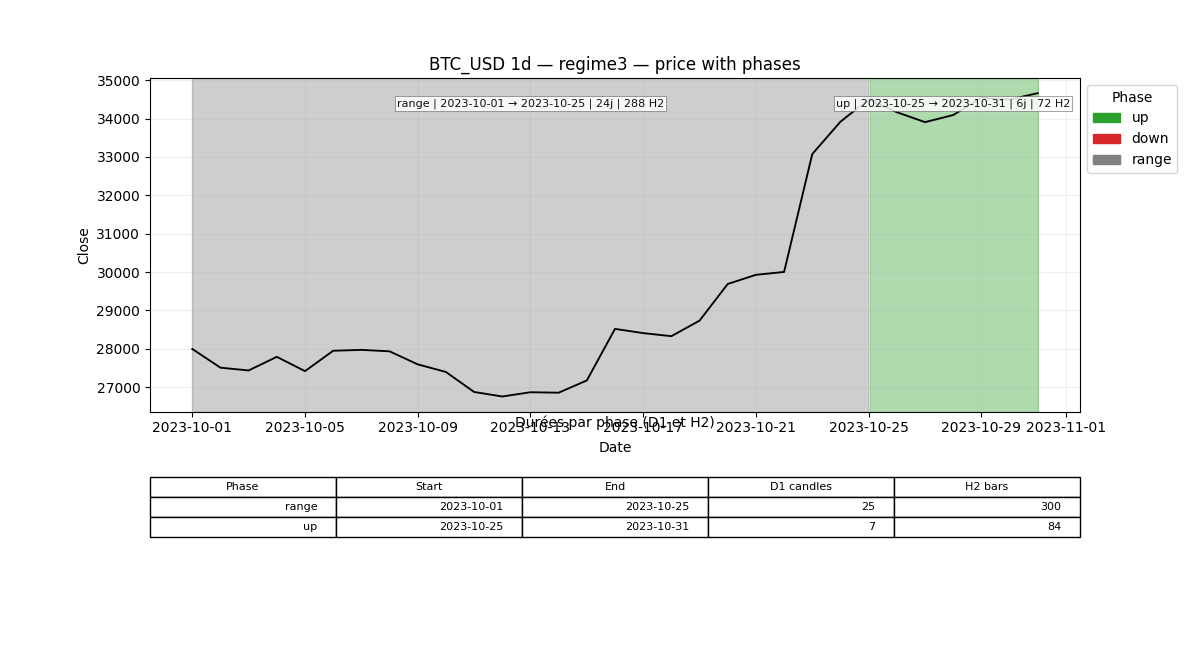 BTC_USD 1d — regime3 — price with phases
35000
34000
33000
32000
31000
30000
29000
28000
27000
Close
range | 2023-10-01 → 2023-10-25 | 24j | 288 H2
up | 2023-10-25 → 2023-10-31 | 6j | 72 H2
Phase
up
down
range
2023-10-01 2023-10-05 2023-10-09 2023-10-13 2023-10-17 2023-10-21 2023-10-25 2023-10-29 2023-11-01
Durées par phase (D1 et H2)
Date
Phase Start End D1 candles H2 bars
range 2023-10-01 2023-10-25 25 300
up 2023-10-25 2023-10-31 7 84